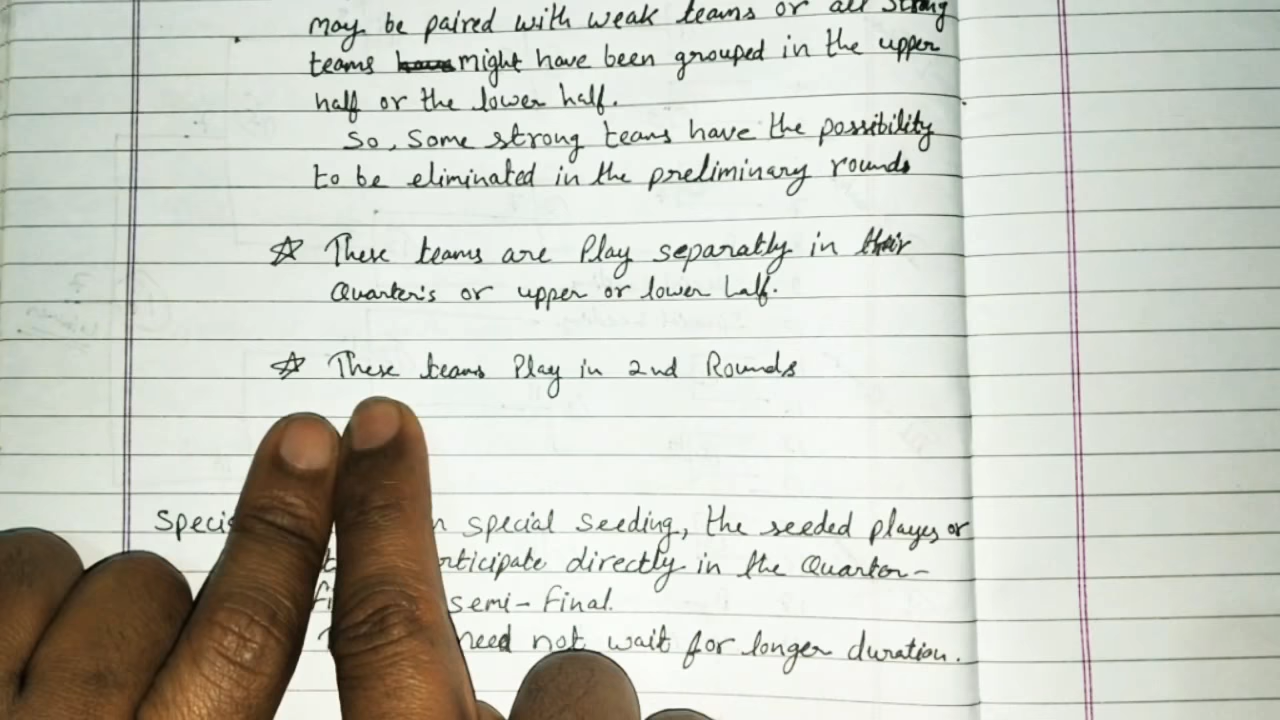 may be paired with weak teams or all strong
teams might have been grouped in the upper
half or the lower half.
So, Some strong teams have the possibility
to be eliminated in the preliminary rounds
☆ These teams are Play separatly in their
Quarter's or upper or lower half.
☆ These teams Play in 2nd Rounds
special seeding, the seeded players or
participate directly in the Quarter-
semi-final.
need not wait for longer duration.